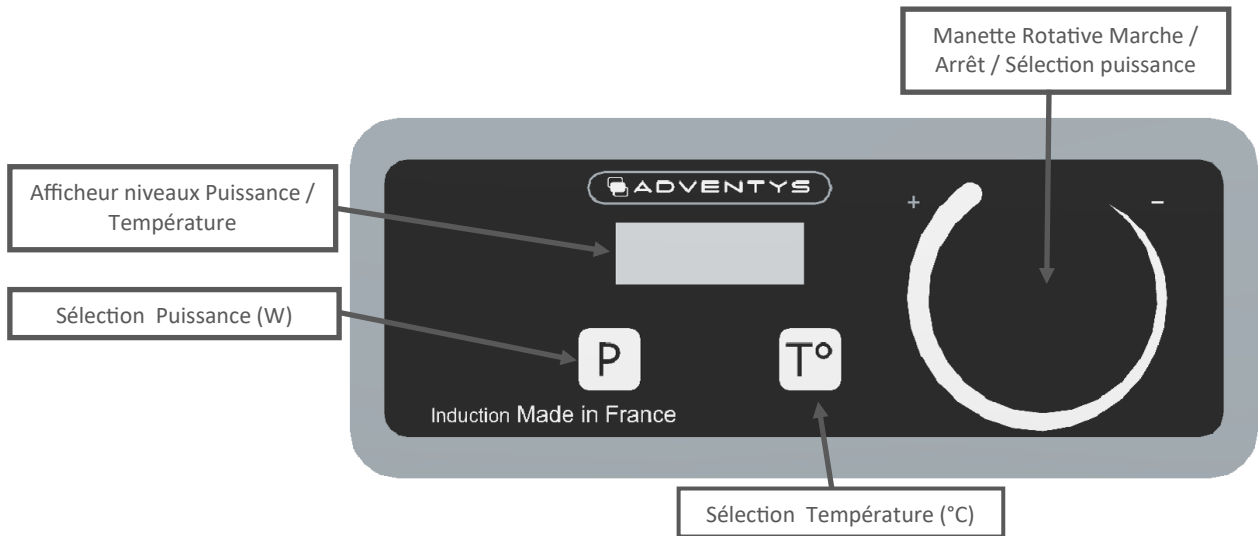 Manette Rotative Marche /
Arrêt / Sélection puissance
Afficheur niveaux Puissance /
Température
ADVENTYS
+
−
Sélection Puissance (W)
P
T°
Induction Made in France
Sélection Température (°C)